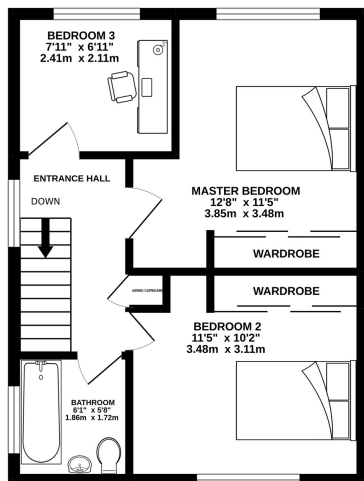 BEDROOM 3
7'11" x 6'11"
2.41m x 2.11m
ENTRANCE HALL
DOWN
MASTER BEDROOM
12'8" x 11'5"
3.85m x 3.48m
WARDROBE
AIRING CUPBOARD
WARDROBE
BEDROOM 2
11'5" x 10'2"
3.48m x 3.11m
BATHROOM
6'1" x 5'8"
1.86m x 1.72m